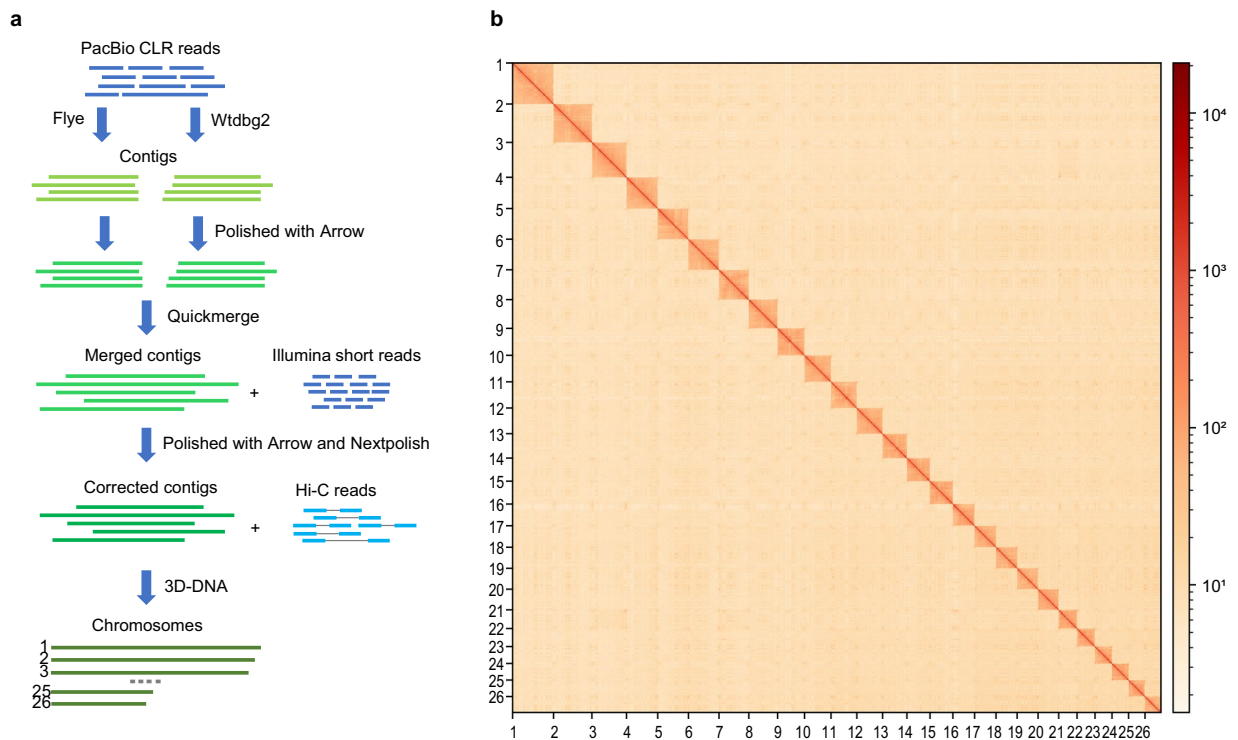 a
PacBio CLR reads
Flye
Wtdbg2
Contigs
Polished with Arrow
Quickmerge
Merged contigs
Illumina short reads
+
Polished with Arrow and Nextpolish
Corrected contigs
Hi-C reads
+
3D-DNA
Chromosomes
1
2
3
25
26
b
1
2
3
4
5
6
7
8
9
10
11
12
13
14
15
16
17
18
19
20
21
22
23
24
25
26
1 2 3 4 5 6 7 8 9 10 11 12 13 14 15 16 17 18 19 20 21 22 23 24 25 26
10⁴
10³
10²
10¹